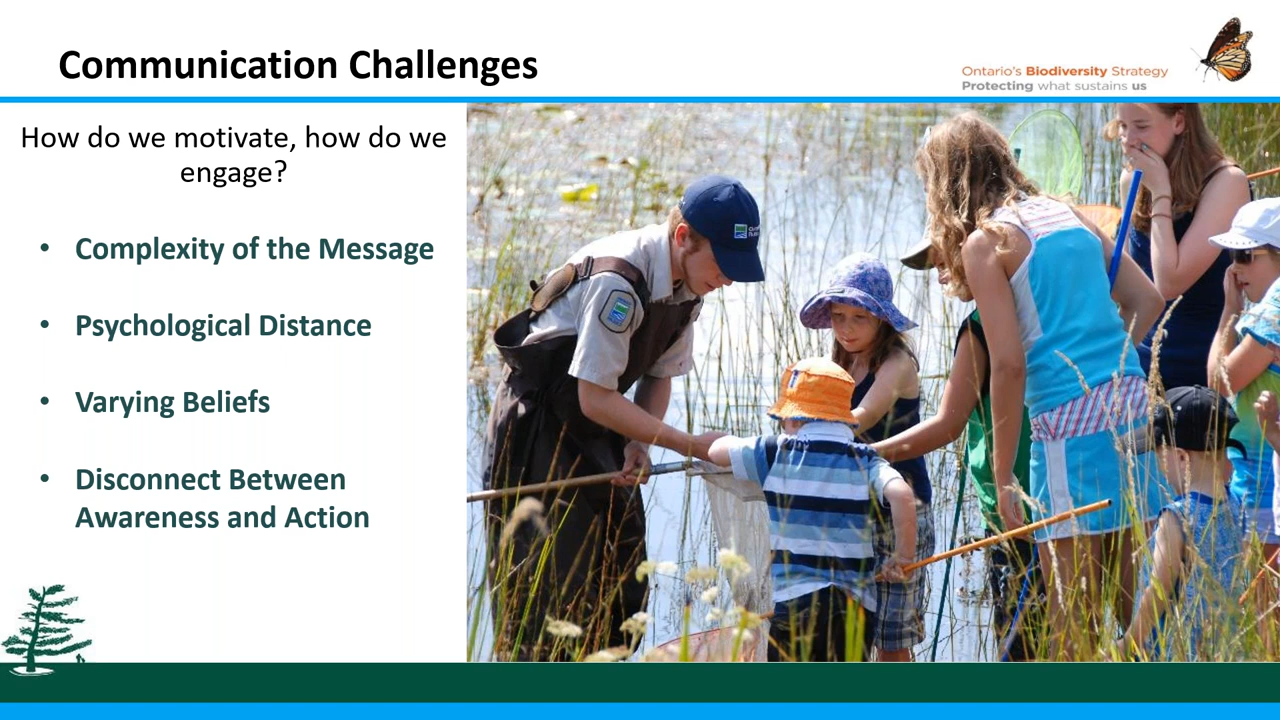 Communication Challenges
Ontario's Biodiversity Strategy
Protecting what sustains us
How do we motivate, how do we
engage?
• Complexity of the Message
• Psychological Distance
• Varying Beliefs
• Disconnect Between
Awareness and Action